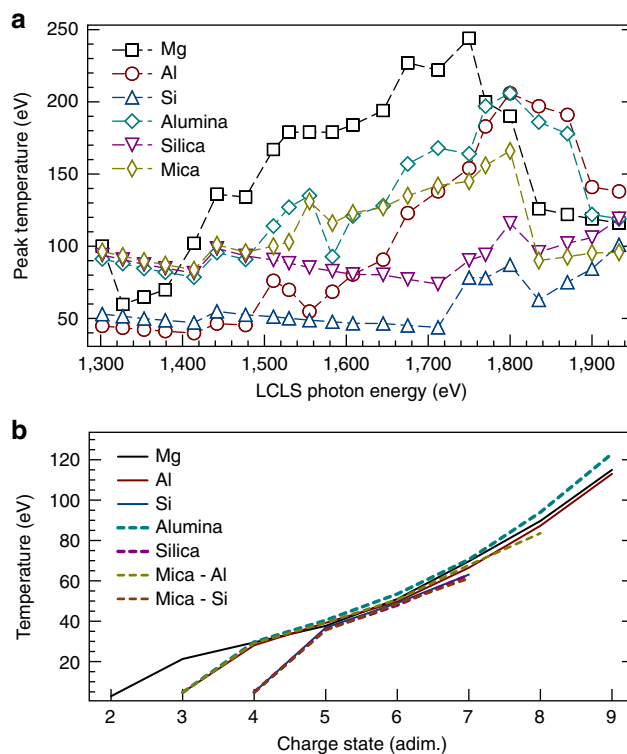 a
250
200
150
100
50
Peak temperature (eV)
Mg
Al
Si
Alumina
Silica
Mica
1,300 1,400 1,500 1,600 1,700 1,800 1,900
LCLS photon energy (eV)
b
120
100
80
60
40
20
Temperature (eV)
Mg
Al
Si
Alumina
Silica
Mica - Al
Mica - Si
2 3 4 5 6 7 8 9
Charge state (adim.)